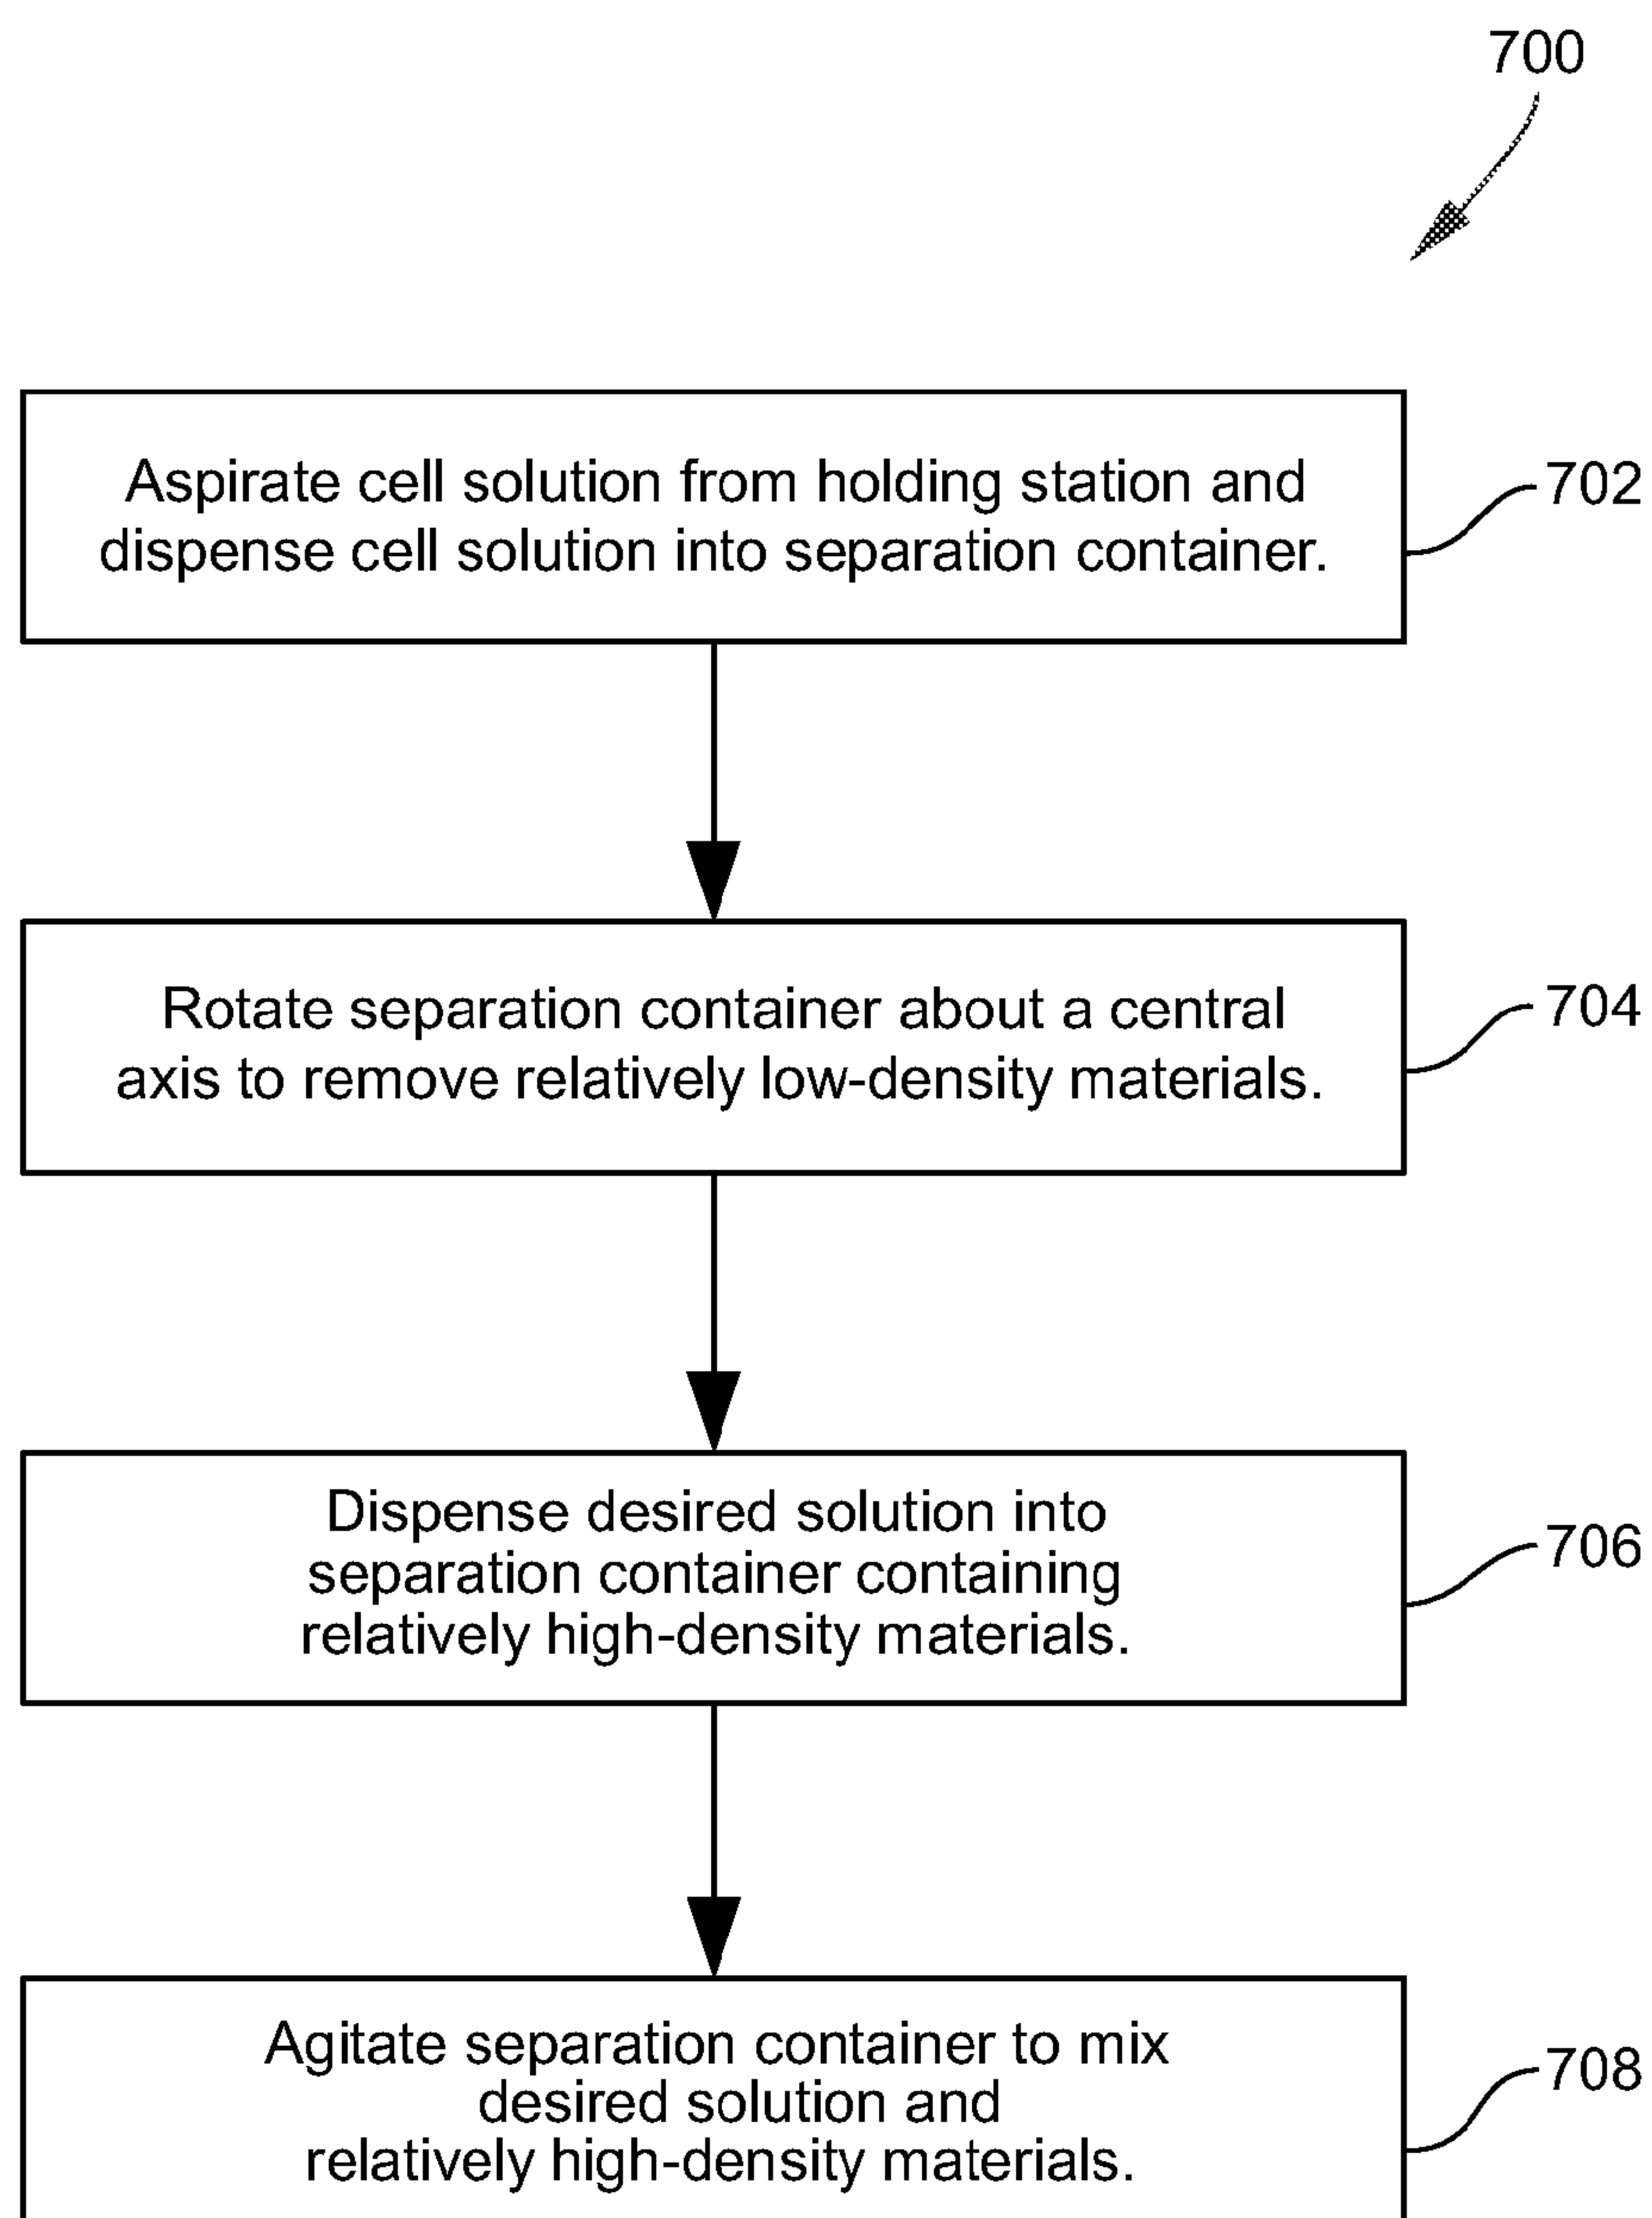 700
Aspirate cell solution from holding station and
dispense cell solution into separation container.
702
Rotate separation container about a central
axis to remove relatively low-density materials.
704
Dispense desired solution into
separation container containing
relatively high-density materials.
706
Agitate separation container to mix
desired solution and
relatively high-density materials.
708